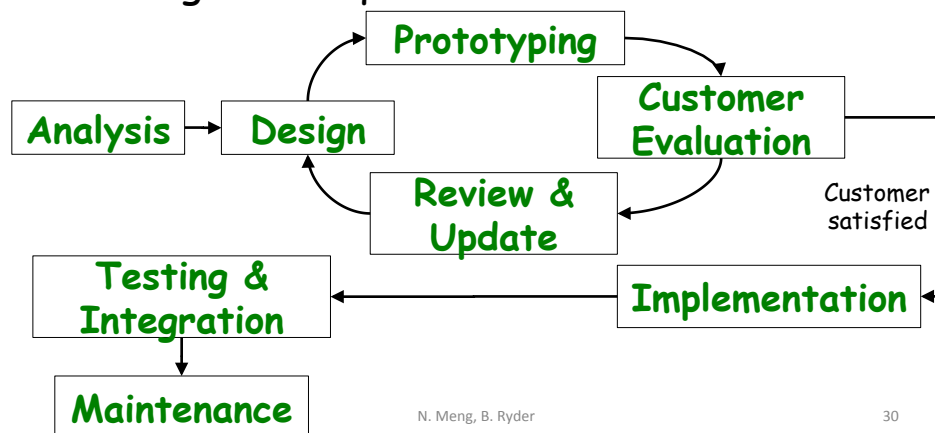 Prototyping
Customer
Evaluation
Analysis
Design
Review &
Update
Customer
satisfied
Testing &
Integration
Implementation
Maintenance
N. Meng, B. Ryder
30